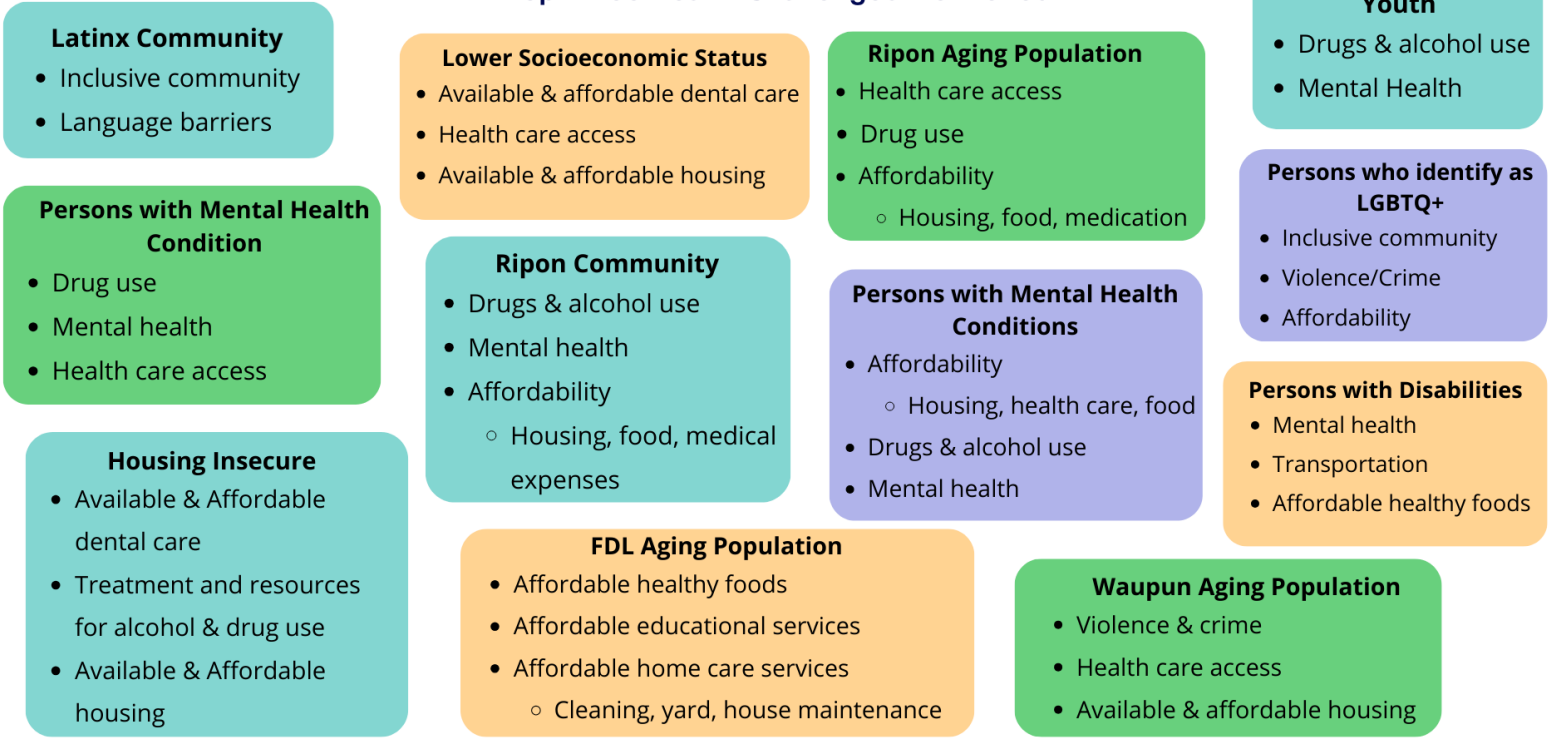 Latinx Community
• Inclusive community
• Language barriers
Lower Socioeconomic Status
• Available & affordable dental care
• Health care access
• Available & affordable housing
Ripon Aging Population
• Health care access
• Drug use
• Affordability
○ Housing, food, medication
Youth
• Drugs & alcohol use
• Mental Health
Persons with Mental Health
Condition
• Drug use
• Mental health
• Health care access
Ripon Community
• Drugs & alcohol use
• Mental health
• Affordability
○ Housing, food, medical
expenses
Persons with Mental Health
Conditions
• Affordability
○ Housing, health care, food
• Drugs & alcohol use
• Mental health
Persons who identify as
LGBTQ+
• Inclusive community
• Violence/Crime
• Affordability
Persons with Disabilities
• Mental health
• Transportation
• Affordable healthy foods
Housing Insecure
• Available & Affordable
dental care
• Treatment and resources
for alcohol & drug use
• Available & Affordable
housing
FDL Aging Population
• Affordable healthy foods
• Affordable educational services
• Affordable home care services
○ Cleaning, yard, house maintenance
Waupun Aging Population
• Violence & crime
• Health care access
• Available & affordable housing